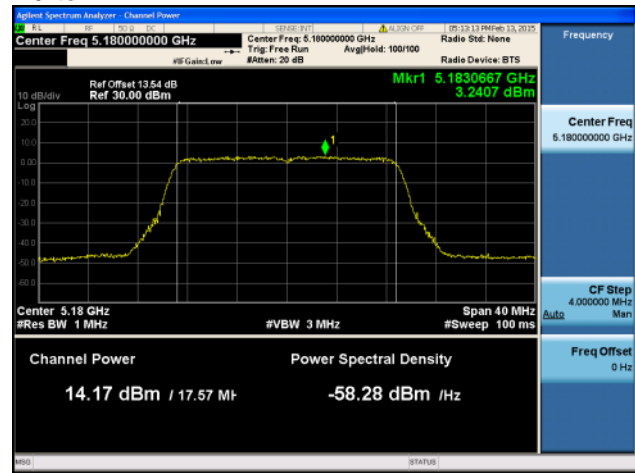 Agilent Spectrum Analyzer - Channel Power
RL RF 50 Ω DC SENSE:INT ALIGN OFF 05:13:13 PM Feb 13, 2015
Center Freq 5.180000000 GHz
Center Freq: 5.180000000 GHz
Radio Std: None
Trig: Free Run Avg|Hold: 100/100
#IFGain:Low #Atten: 20 dB Radio Device: BTS
Ref Offset 13.54 dB
10 dB/div Ref 30.00 dBm
Mkr1 5.1830667 GHz
3.2407 dBm
Log
20.0
10.0
0.00
-10.0
-20.0
-30.0
-40.0
-50.0
-60.0
1
Center 5.18 GHz Span 40 MHz
#Res BW 1 MHz #VBW 3 MHz #Sweep 100 ms
Channel Power Power Spectral Density
14.17 dBm / 17.57 MH -58.28 dBm /Hz
MSG STATUS
Frequency
Center Freq
5.180000000 GHz
CF Step
4.000000 MHz
Auto Man
Freq Offset
0 Hz